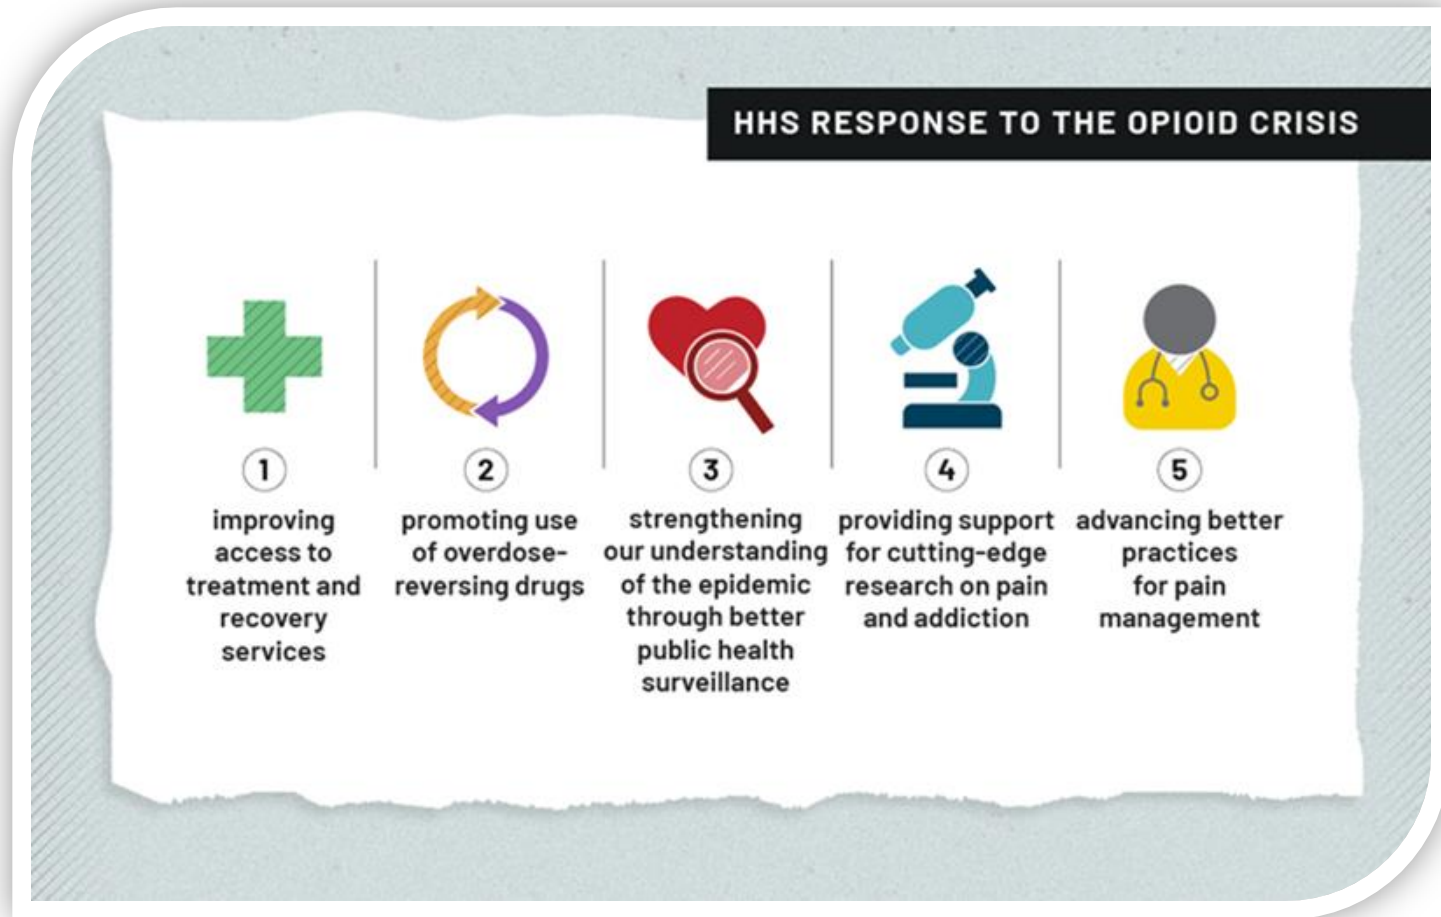 HHS RESPONSE TO THE OPIOID CRISIS
1
improving
access to
treatment and
recovery
services
2
promoting use
of overdose-
reversing drugs
3
strengthening
our understanding
of the epidemic
through better
public health
surveillance
4
providing support
for cutting-edge
research on pain
and addiction
5
advancing better
practices
for pain
management